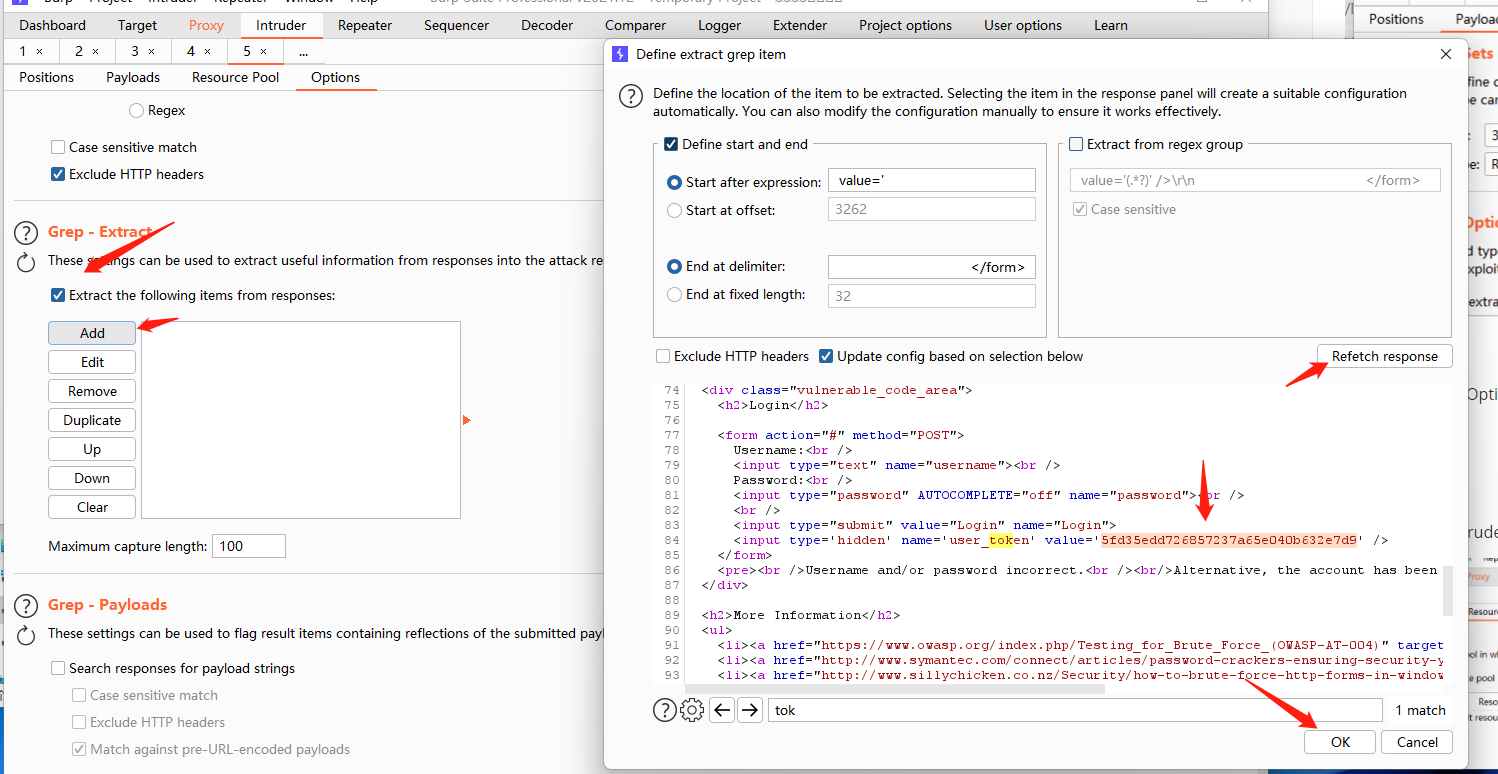 Burp Project Intruder Repeater Window Help
Dashboard Target Proxy Intruder Repeater Sequencer Decoder Comparer Logger Extender Project options User options Learn
1 × 2 × 3 × 4 × 5 × ...
Positions Payloads Resource Pool Options
Regex
Case sensitive match
Exclude HTTP headers
Grep - Extract
These settings can be used to extract useful information from responses into the attack re
Extract the following items from responses:
Add
Edit
Remove
Duplicate
Up
Down
Clear
Maximum capture length: 100
Grep - Payloads
These settings can be used to flag result items containing reflections of the submitted payl
Search responses for payload strings
Case sensitive match
Exclude HTTP headers
Match against pre-URL-encoded payloads
Define extract grep item
Define the location of the item to be extracted. Selecting the item in the response panel will create a suitable configuration
automatically. You can also modify the configuration manually to ensure it works effectively.
Define start and end
Start after expression: value='
Start at offset: 3262
End at delimiter: </form>
End at fixed length: 32
Extract from regex group
value='(.*?)' />\r\n </form>
Case sensitive
Exclude HTTP headers Update config based on selection below
Refetch response
74 <div class="vulnerable_code_area">
75 <h2>Login</h2>
76
77 <form action="#" method="POST">
78 Username:<br />
79 <input type="text" name="username"><br />
80 Password:<br />
81 <input type="password" AUTOCOMPLETE="off" name="password"><br />
82 <br />
83 <input type="submit" value="Login" name="Login">
84 <input type='hidden' name='user_token' value='5fd35edd726857237a65e040b632e7d9' />
85 </form>
86 <pre><br />Username and/or password incorrect.<br /><br/>Alternative, the account has been
87 </div>
88
89 <h2>More Information</h2>
90 <ul>
91 <li><a href="https://www.owasp.org/index.php/Testing_for_Brute_Force_(OWASP-AT-004)" target
92 <li><a href="http://www.symantec.com/connect/articles/password-crackers-ensuring-security-y
93 <li><a href="http://www.sillychicken.co.nz/Security/how-to-brute-force-http-forms-in-window
tok
1 match
OK Cancel
Positions